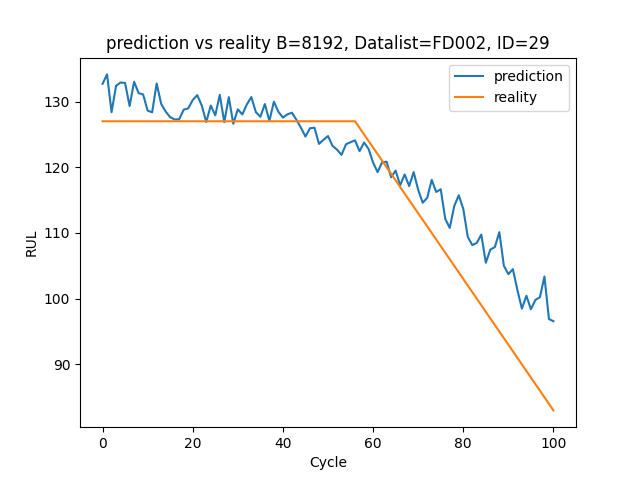 prediction vs reality B=8192, Datalist=FD002, ID=29
prediction
reality
130
120
110
100
90
RUL
0 20 40 60 80 100
Cycle